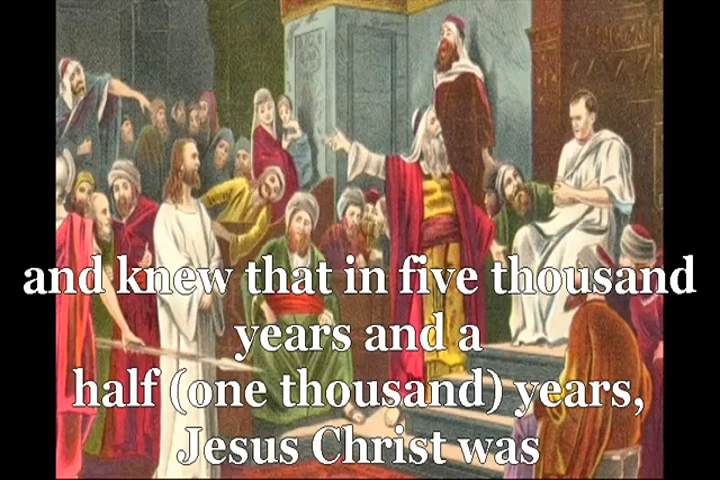 and knew that in five thousand
years and a
half (one thousand) years,
Jesus Christ was